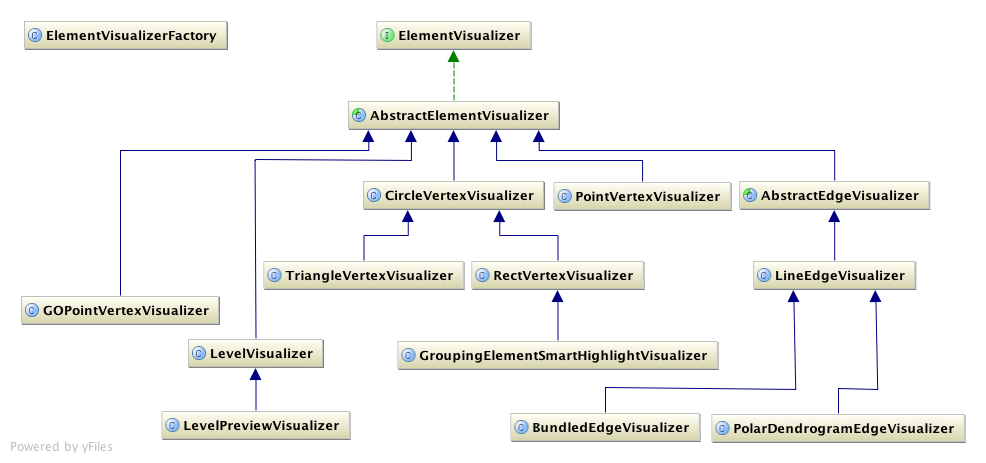 ElementVisualizerFactory
ElementVisualizer
AbstractElementVisualizer
CircleVertexVisualizer
PointVertexVisualizer
AbstractEdgeVisualizer
TriangleVertexVisualizer
RectVertexVisualizer
LineEdgeVisualizer
GOPointVertexVisualizer
LevelVisualizer
GroupingElementSmartHighlightVisualizer
LevelPreviewVisualizer
BundledEdgeVisualizer
PolarDendrogramEdgeVisualizer
Powered by yFiles